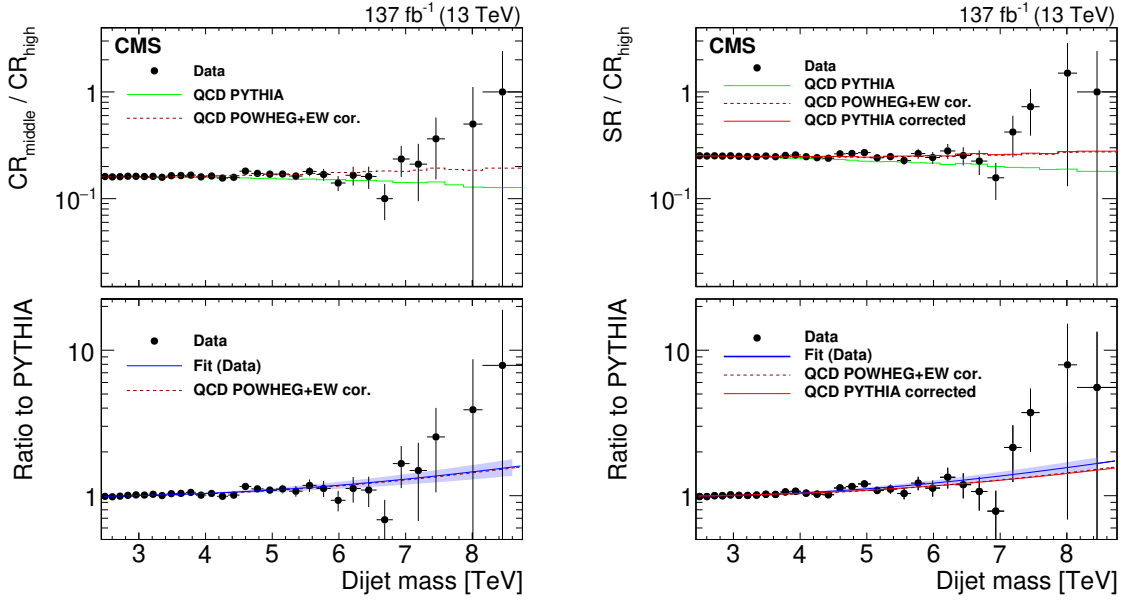 137 fb⁻¹ (13 TeV)
CMS
Data
QCD PYTHIA
QCD POWHEG+EW cor.
CR_middle / CR_high
1
10⁻¹
Data
Fit (Data)
QCD POWHEG+EW cor.
Ratio to PYTHIA
10
1
3 4 5 6 7 8
Dijet mass [TeV]
137 fb⁻¹ (13 TeV)
CMS
Data
QCD PYTHIA
QCD POWHEG+EW cor.
QCD PYTHIA corrected
SR / CR_high
1
10⁻¹
Data
Fit (Data)
QCD POWHEG+EW cor.
QCD PYTHIA corrected
Ratio to PYTHIA
10
1
3 4 5 6 7 8
Dijet mass [TeV]